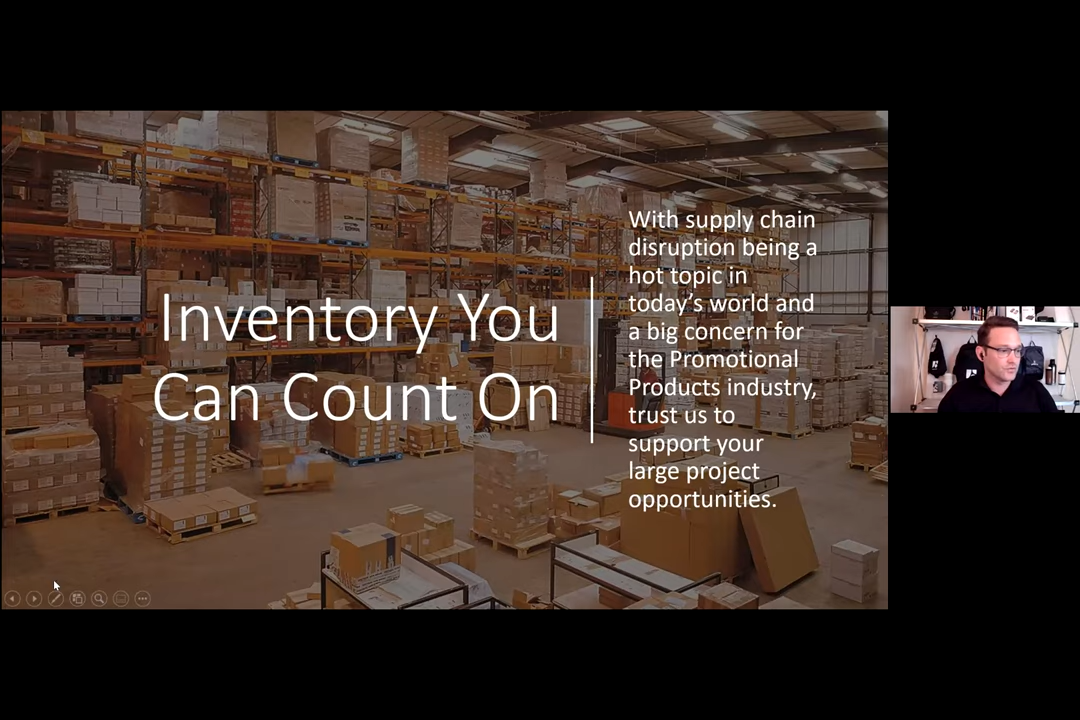 Inventory You
Can Count On
With supply chain
disruption being a
hot topic in
today's world and
a big concern for
the Promotional
Products industry,
trust us to
support your
large project
opportunities.